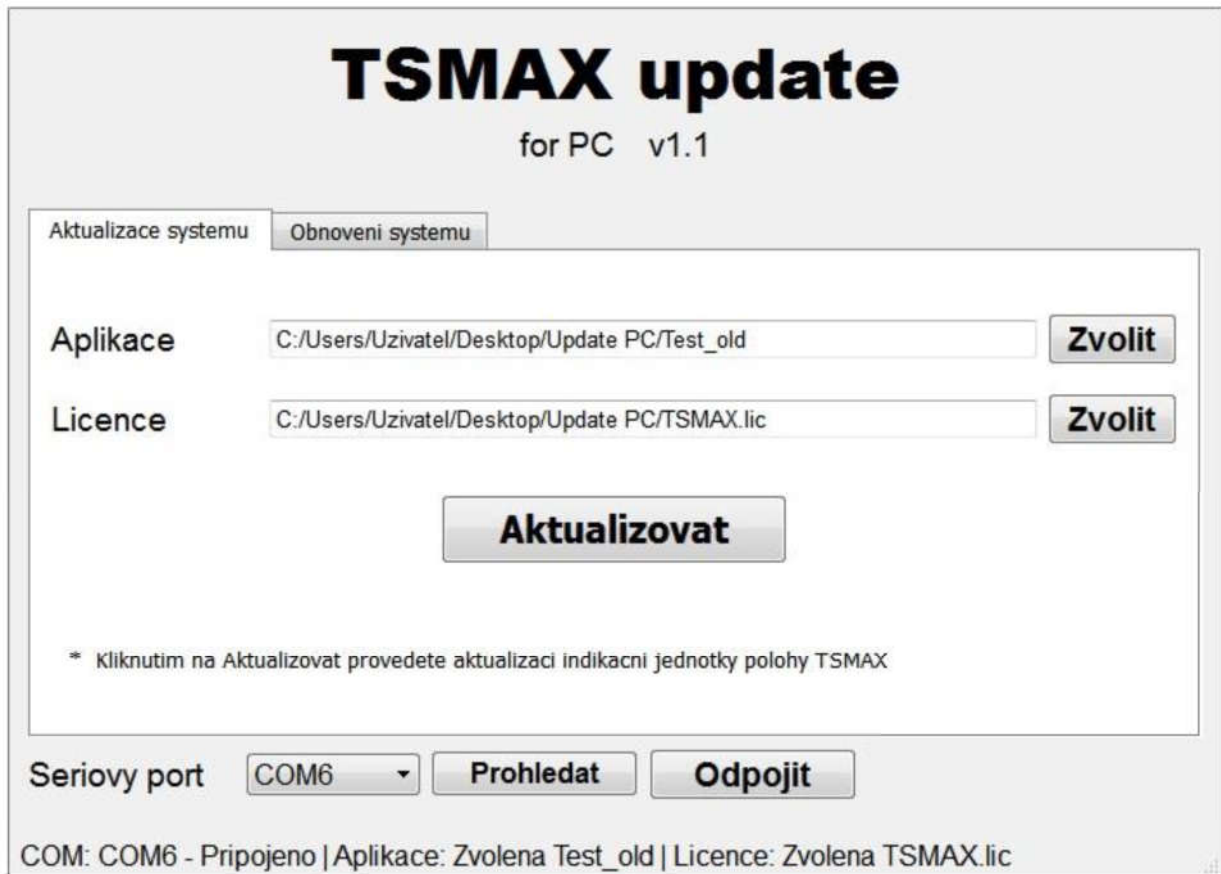 TSMAX update
for PC v1.1
Aktualizace systemu Obnoveni systemu
Aplikace C:/Users/Uzivatel/Desktop/Update PC/Test_old Zvolit
Licence C:/Users/Uzivatel/Desktop/Update PC/TSMAX.lic Zvolit
Aktualizovat
* Kliknutim na Aktualizovat provedete aktualizaci indikacni jednotky polohy TSMAX
Seriovy port COM6 Prohledat Odpojit
COM: COM6 - Pripojeno | Aplikace: Zvolena Test_old | Licence: Zvolena TSMAX.lic